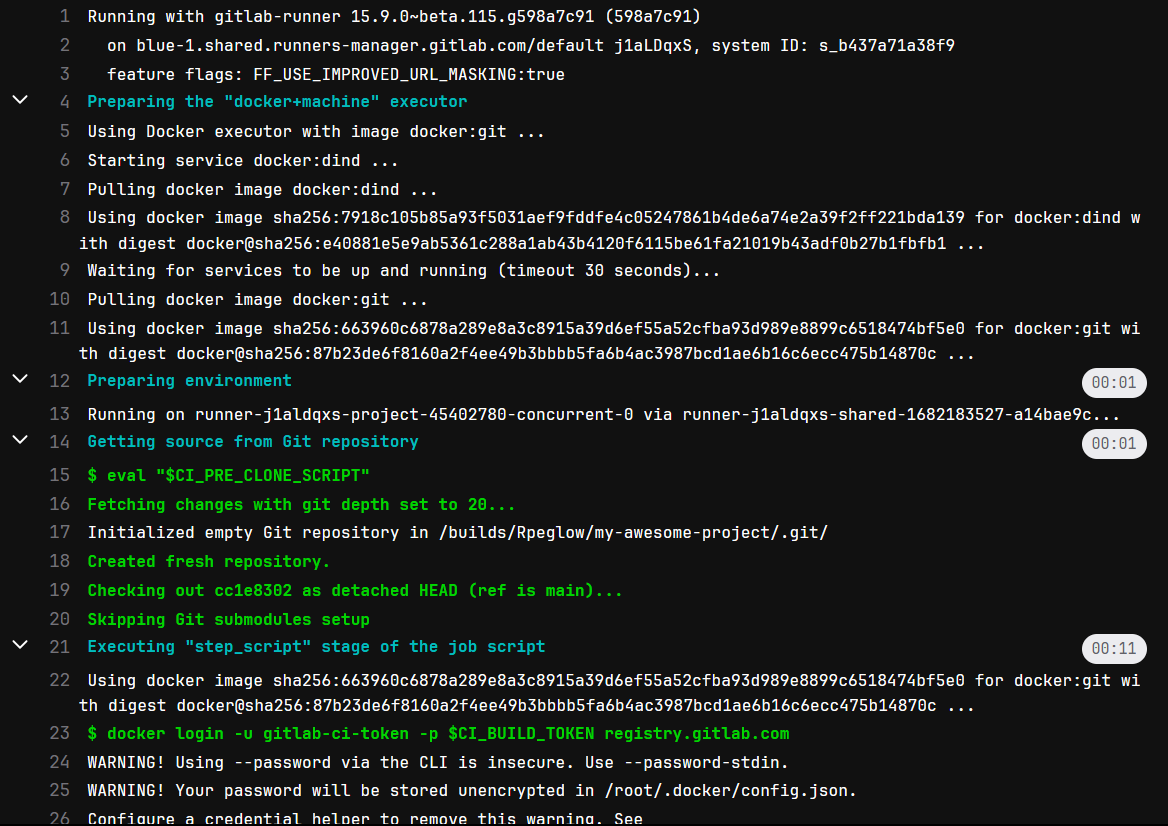 1 Running with gitlab-runner 15.9.0~beta.115.g598a7c91 (598a7c91)
2 on blue-1.shared.runners-manager.gitlab.com/default j1aLDqxS, system ID: s_b437a71a38f9
3 feature flags: FF_USE_IMPROVED_URL_MASKING:true
4 Preparing the "docker+machine" executor
5 Using Docker executor with image docker:git ...
6 Starting service docker:dind ...
7 Pulling docker image docker:dind ...
8 Using docker image sha256:7918c105b85a93f5031aef9fddfe4c05247861b4de6a74e2a39f2ff221bda139 for docker:dind w
ith digest docker@sha256:e40881e5e9ab5361c288a1ab43b4120f6115be61fa21019b43adf0b27b1fbfb1 ...
9 Waiting for services to be up and running (timeout 30 seconds)...
10 Pulling docker image docker:git ...
11 Using docker image sha256:663960c6878a289e8a3c8915a39d6ef55a52cfba93d989e8899c6518474bf5e0 for docker:git wi
th digest docker@sha256:87b23de6f8160a2f4ee49b3bbbb5fa6b4ac3987bcd1ae6b16c6ecc475b14870c ...
12 Preparing environment 00:01
13 Running on runner-j1aldqxs-project-45402780-concurrent-0 via runner-j1aldqxs-shared-1682183527-a14bae9c...
14 Getting source from Git repository 00:01
15 $ eval "$CI_PRE_CLONE_SCRIPT"
16 Fetching changes with git depth set to 20...
17 Initialized empty Git repository in /builds/Rpeglow/my-awesome-project/.git/
18 Created fresh repository.
19 Checking out cc1e8302 as detached HEAD (ref is main)...
20 Skipping Git submodules setup
21 Executing "step_script" stage of the job script 00:11
22 Using docker image sha256:663960c6878a289e8a3c8915a39d6ef55a52cfba93d989e8899c6518474bf5e0 for docker:git wi
th digest docker@sha256:87b23de6f8160a2f4ee49b3bbbb5fa6b4ac3987bcd1ae6b16c6ecc475b14870c ...
23 $ docker login -u gitlab-ci-token -p $CI_BUILD_TOKEN registry.gitlab.com
24 WARNING! Using --password via the CLI is insecure. Use --password-stdin.
25 WARNING! Your password will be stored unencrypted in /root/.docker/config.json.
26 Configure a credential helper to remove this warning. See